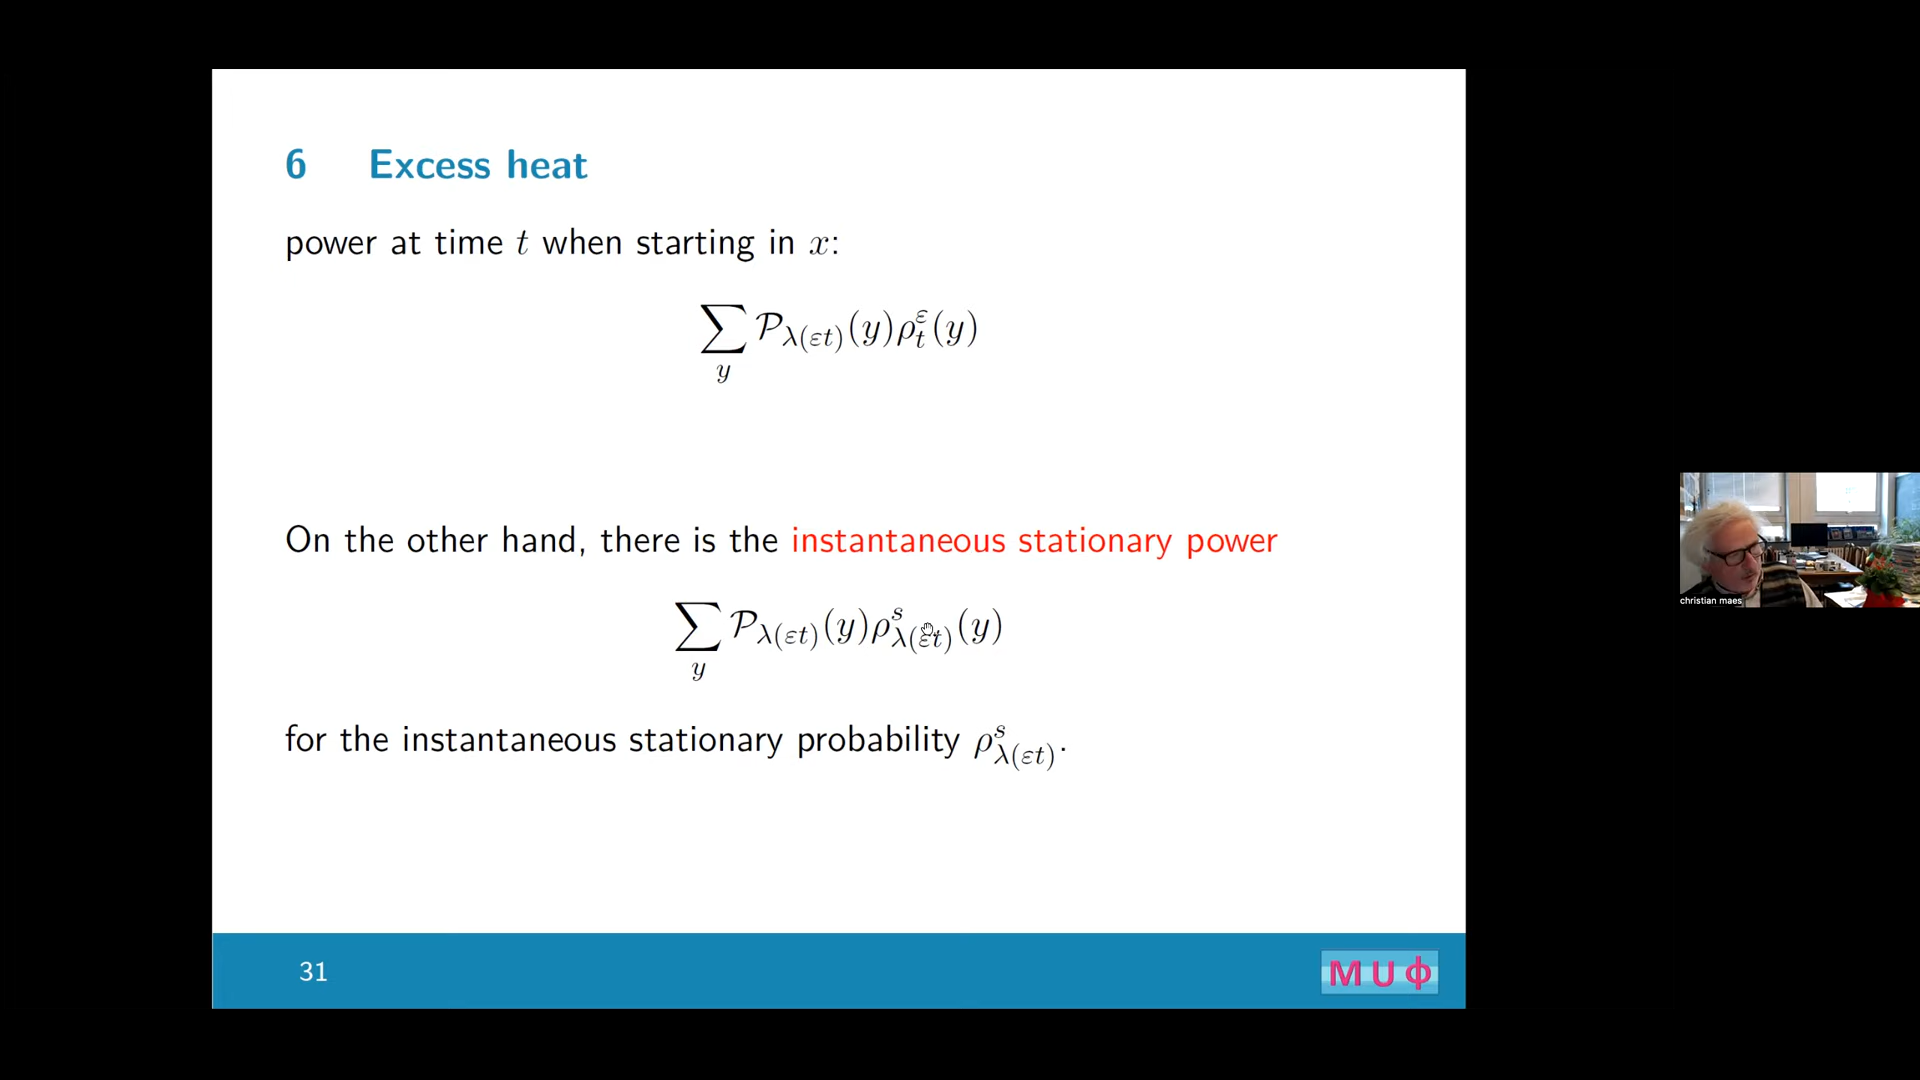 6 Excess heat
power at time t when starting in x:
∑_y 𝒫_{λ(εt)}(y)ρ_t^ε(y)
On the other hand, there is the instantaneous stationary power
∑_y 𝒫_{λ(εt)}(y)ρ^s_{λ(εt)}(y)
for the instantaneous stationary probability ρ^s_{λ(εt)}.
christian maes
31
M U Φ